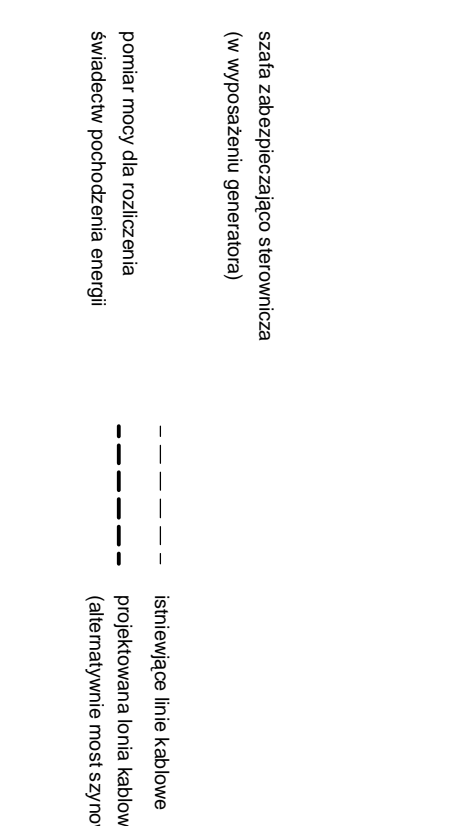 szafa zabezpieczająco sterownicza
(w wyposażeniu generatora)
pomiar mocy dla rozliczenia
świadectw pochodzenia energii
istniewjące linie kablowe
projektowana lonia kablow
(alternatywnie most szyno